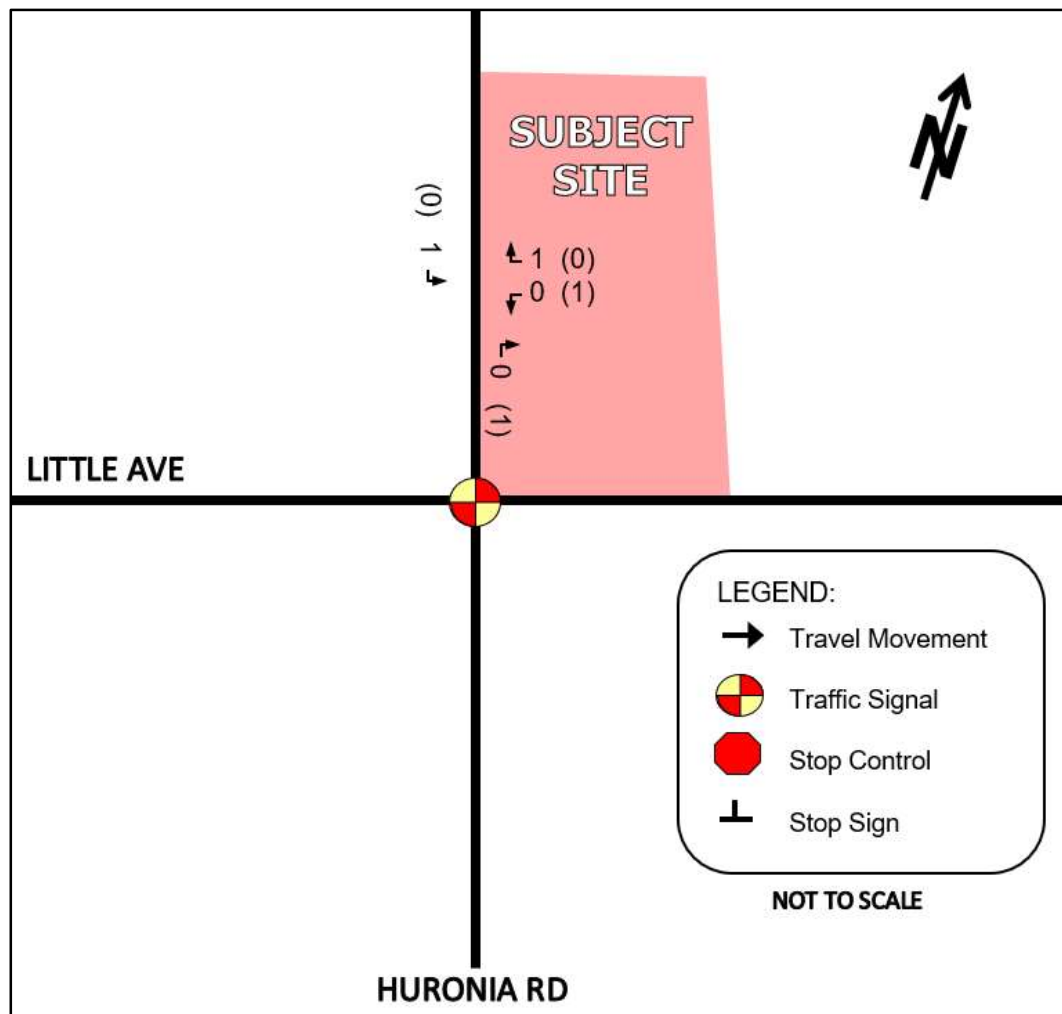 SUBJECT
SITE
N
(0) 1
1 (0)
0 (1)
0 (1)
LITTLE AVE
LEGEND:
Travel Movement
Traffic Signal
Stop Control
Stop Sign
NOT TO SCALE
HURONIA RD